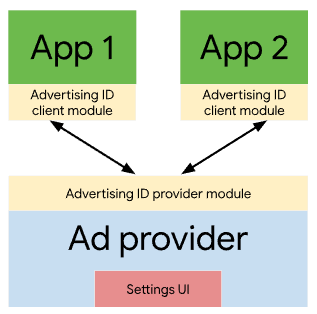 App 1
App 2
Advertising ID
client module
Advertising ID
client module
Advertising ID provider module
Ad provider
Settings UI